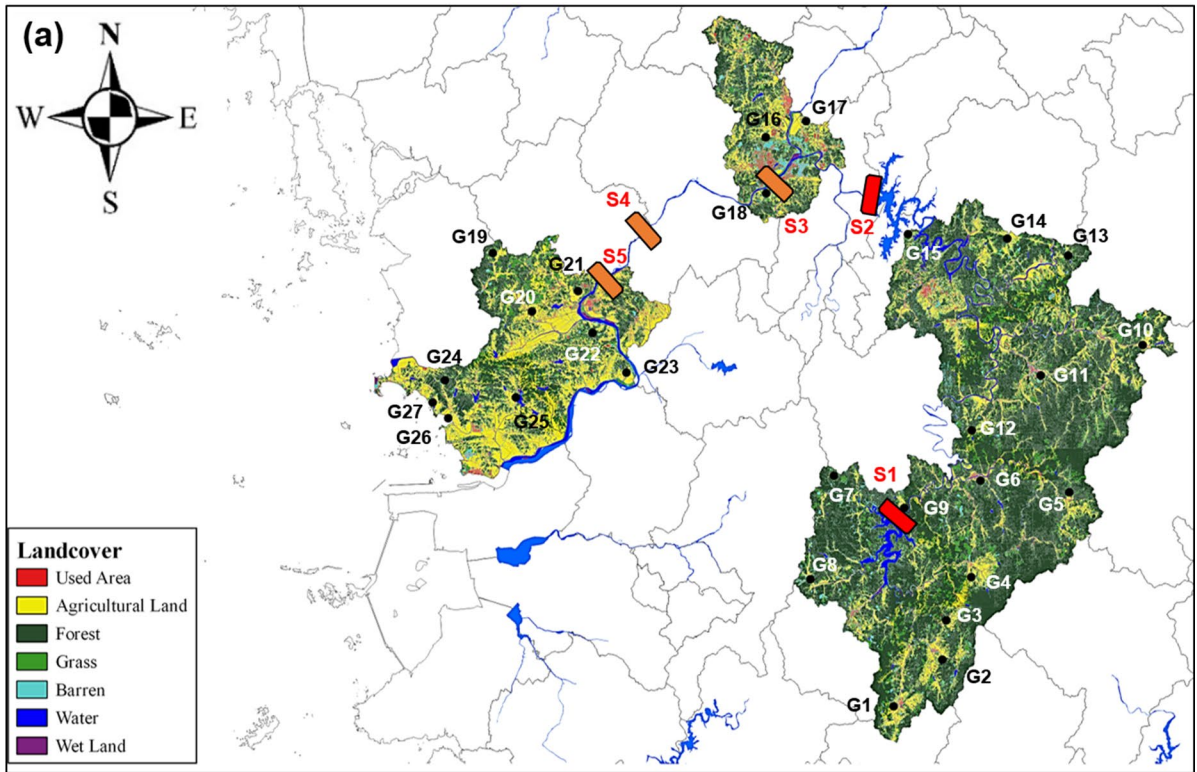 (a)
N
W
E
S
G17
G16
S4
G18
S3
S2
G14
G13
G19
S5
G15
G21
G20
G10
G22
G24
G23
G11
G27
G25
G26
G12
S1
G7
G6
G5
G9
G8
G4
G3
G2
G1
Landcover
Used Area
Agricultural Land
Forest
Grass
Barren
Water
Wet Land